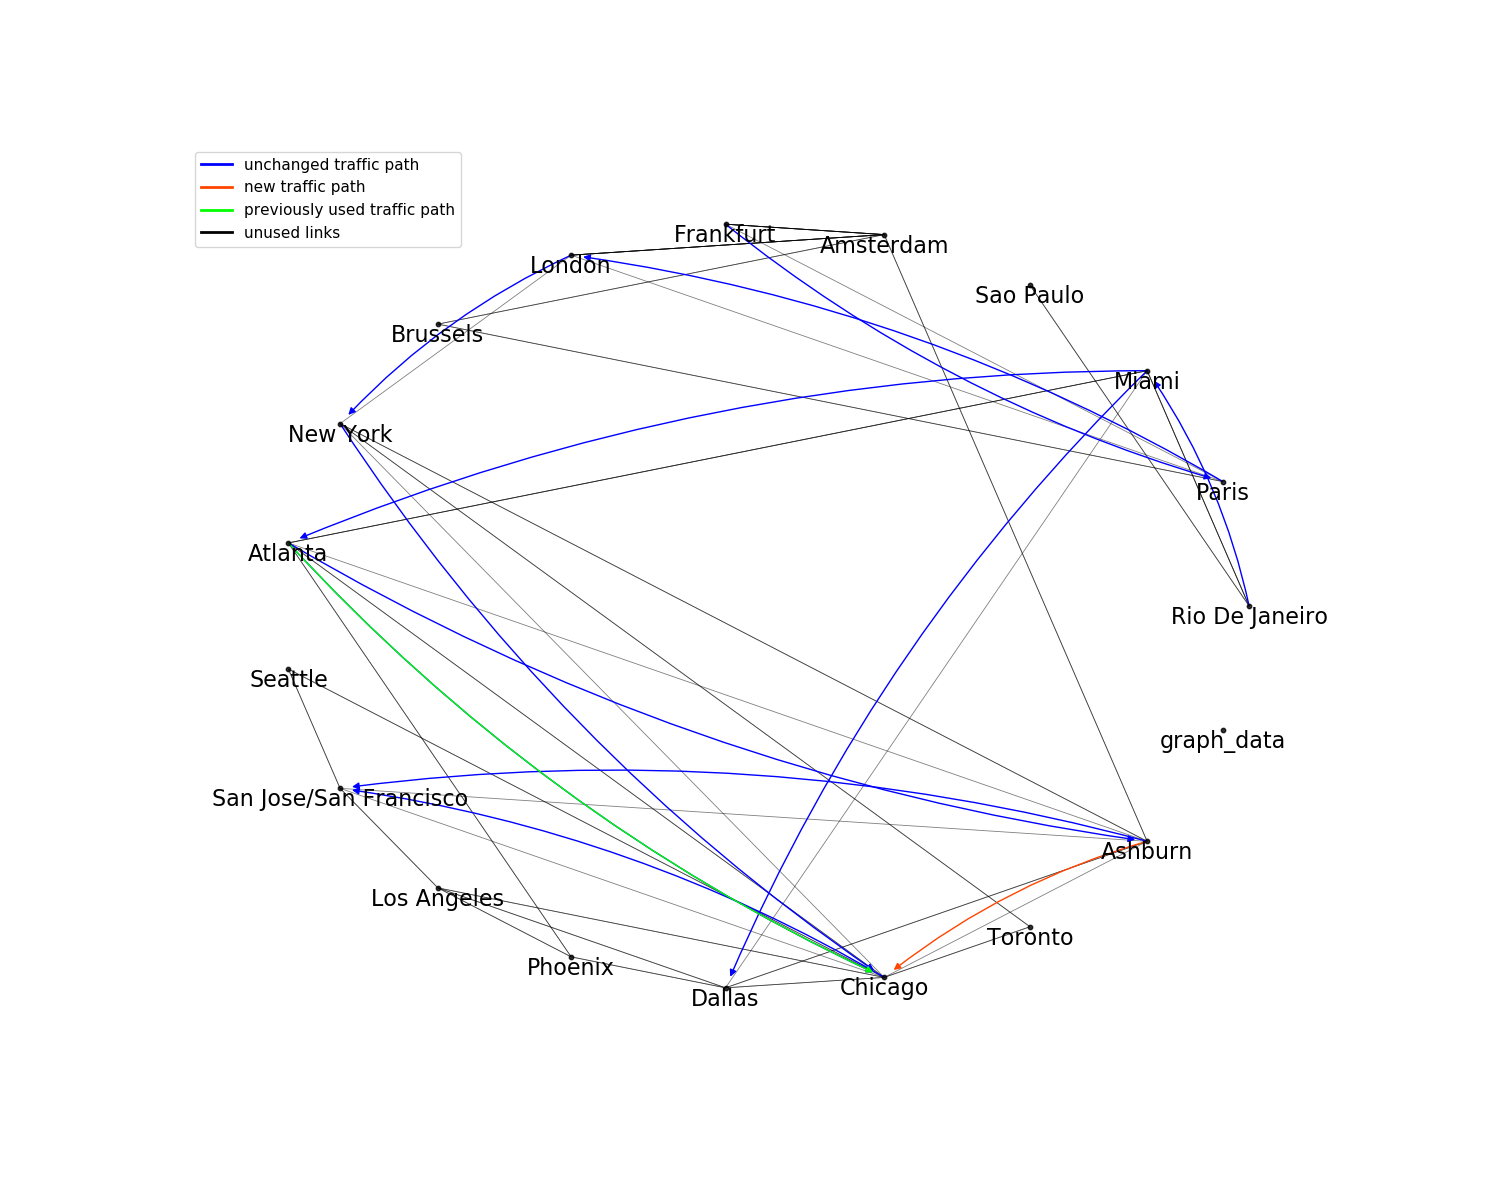 unchanged traffic path
new traffic path
previously used traffic path
unused links
Frankfurt
Amsterdam
London
Sao Paulo
Brussels
Miami
New York
Paris
Atlanta
Rio De Janeiro
Seattle
graph_data
San Jose/San Francisco
Ashburn
Los Angeles
Toronto
Phoenix
Chicago
Dallas